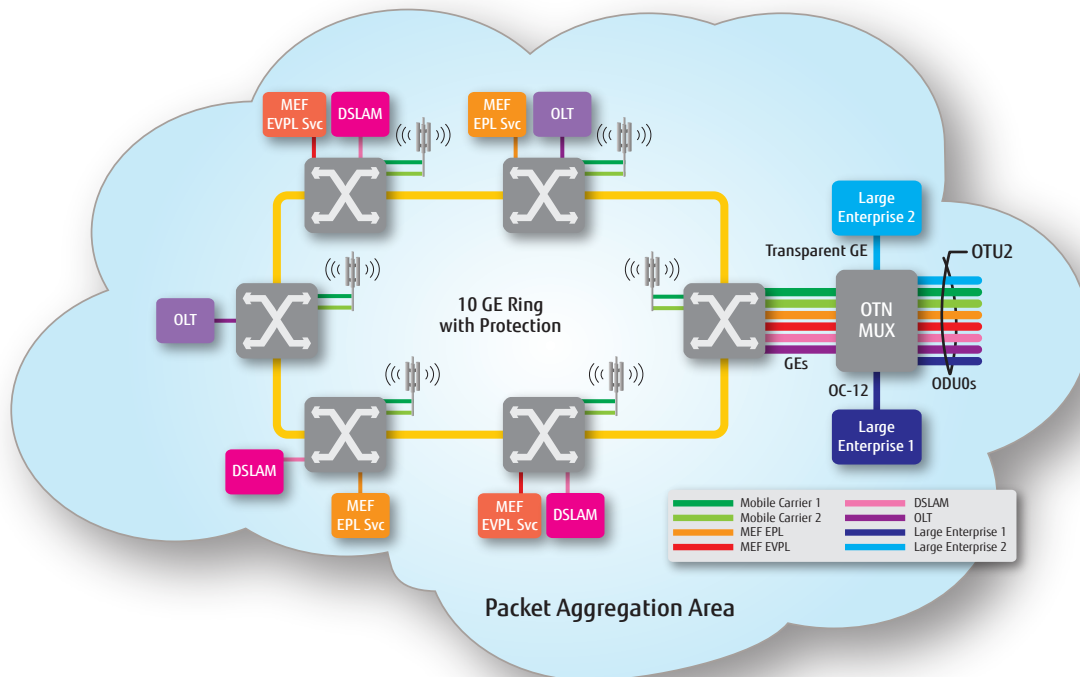 MEF
EVPL Svc
DSLAM
MEF
EPL Svc
OLT
Large
Enterprise 2
Transparent GE
OTU2
10 GE Ring
with Protection
OLT
OTN
MUX
GEs
ODU0s
OC-12
Large
Enterprise 1
DSLAM
MEF
EPL Svc
MEF
EVPL Svc
DSLAM
Mobile Carrier 1
Mobile Carrier 2
MEF EPL
MEF EVPL
DSLAM
OLT
Large Enterprise 1
Large Enterprise 2
Packet Aggregation Area